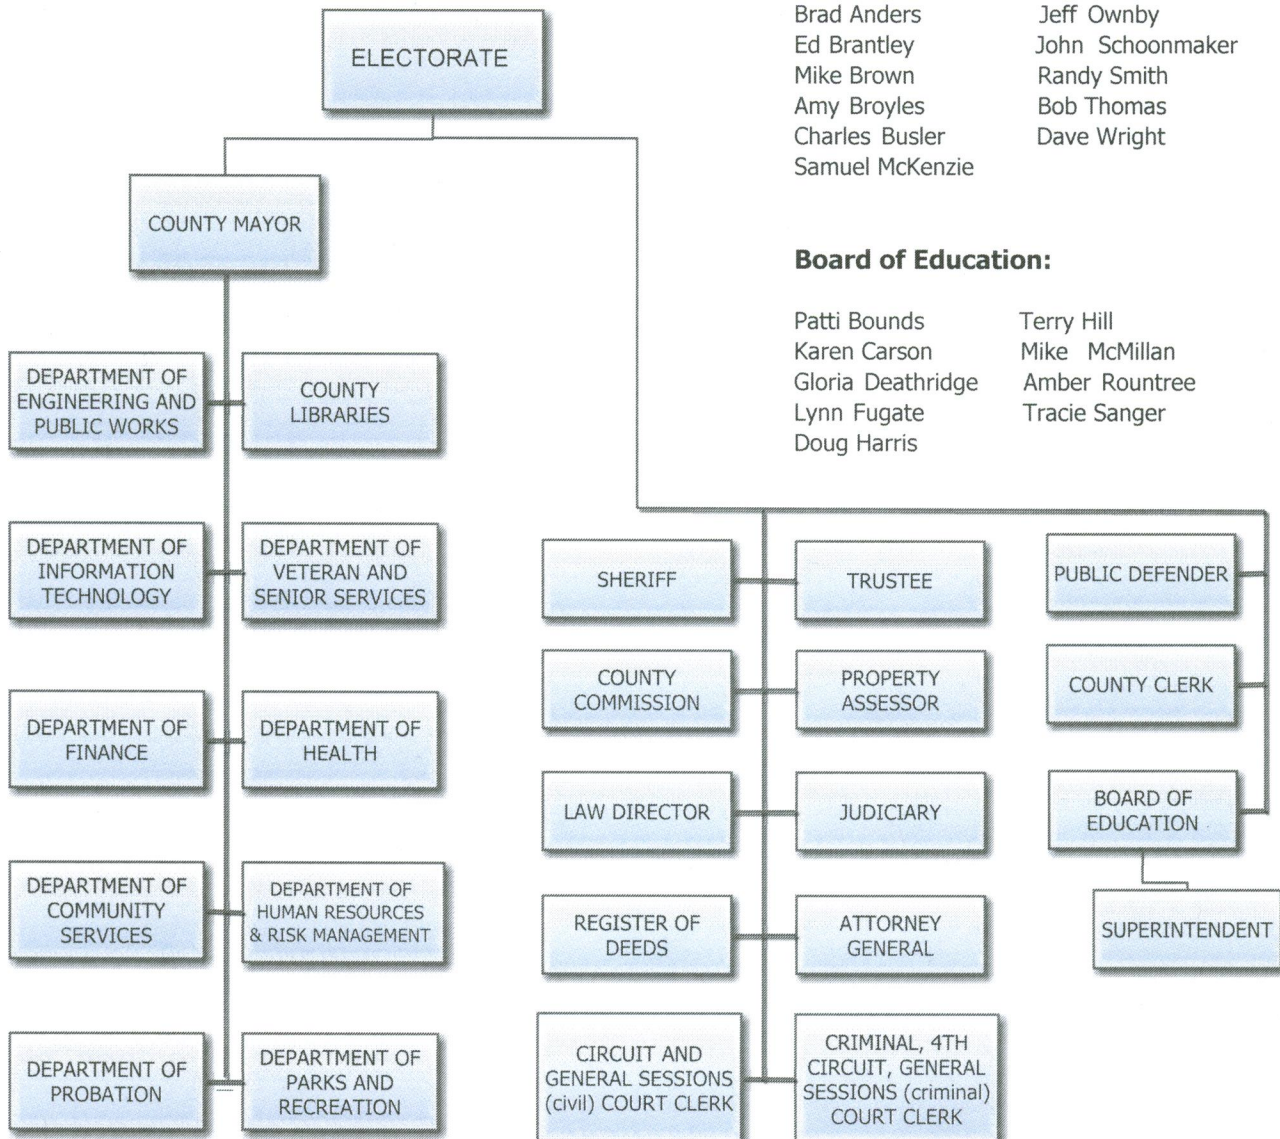 ELECTORATE
Brad Anders
Ed Brantley
Mike Brown
Amy Broyles
Charles Busler
Samuel McKenzie
Jeff Ownby
John Schoonmaker
Randy Smith
Bob Thomas
Dave Wright
Board of Education:
Patti Bounds
Karen Carson
Gloria Deathridge
Lynn Fugate
Doug Harris
Terry Hill
Mike McMillan
Amber Rountree
Tracie Sanger
COUNTY MAYOR
DEPARTMENT OF
ENGINEERING AND
PUBLIC WORKS
COUNTY
LIBRARIES
DEPARTMENT OF
INFORMATION
TECHNOLOGY
DEPARTMENT OF
VETERAN AND
SENIOR SERVICES
DEPARTMENT OF
FINANCE
DEPARTMENT OF
HEALTH
DEPARTMENT OF
COMMUNITY
SERVICES
DEPARTMENT OF
HUMAN RESOURCES
& RISK MANAGEMENT
DEPARTMENT OF
PROBATION
DEPARTMENT OF
PARKS AND
RECREATION
SHERIFF
TRUSTEE
COUNTY
COMMISSION
PROPERTY
ASSESSOR
LAW DIRECTOR
JUDICIARY
REGISTER OF
DEEDS
ATTORNEY
GENERAL
CIRCUIT AND
GENERAL SESSIONS
(civil) COURT CLERK
CRIMINAL, 4TH
CIRCUIT, GENERAL
SESSIONS (criminal)
COURT CLERK
PUBLIC DEFENDER
COUNTY CLERK
BOARD OF
EDUCATION
SUPERINTENDENT